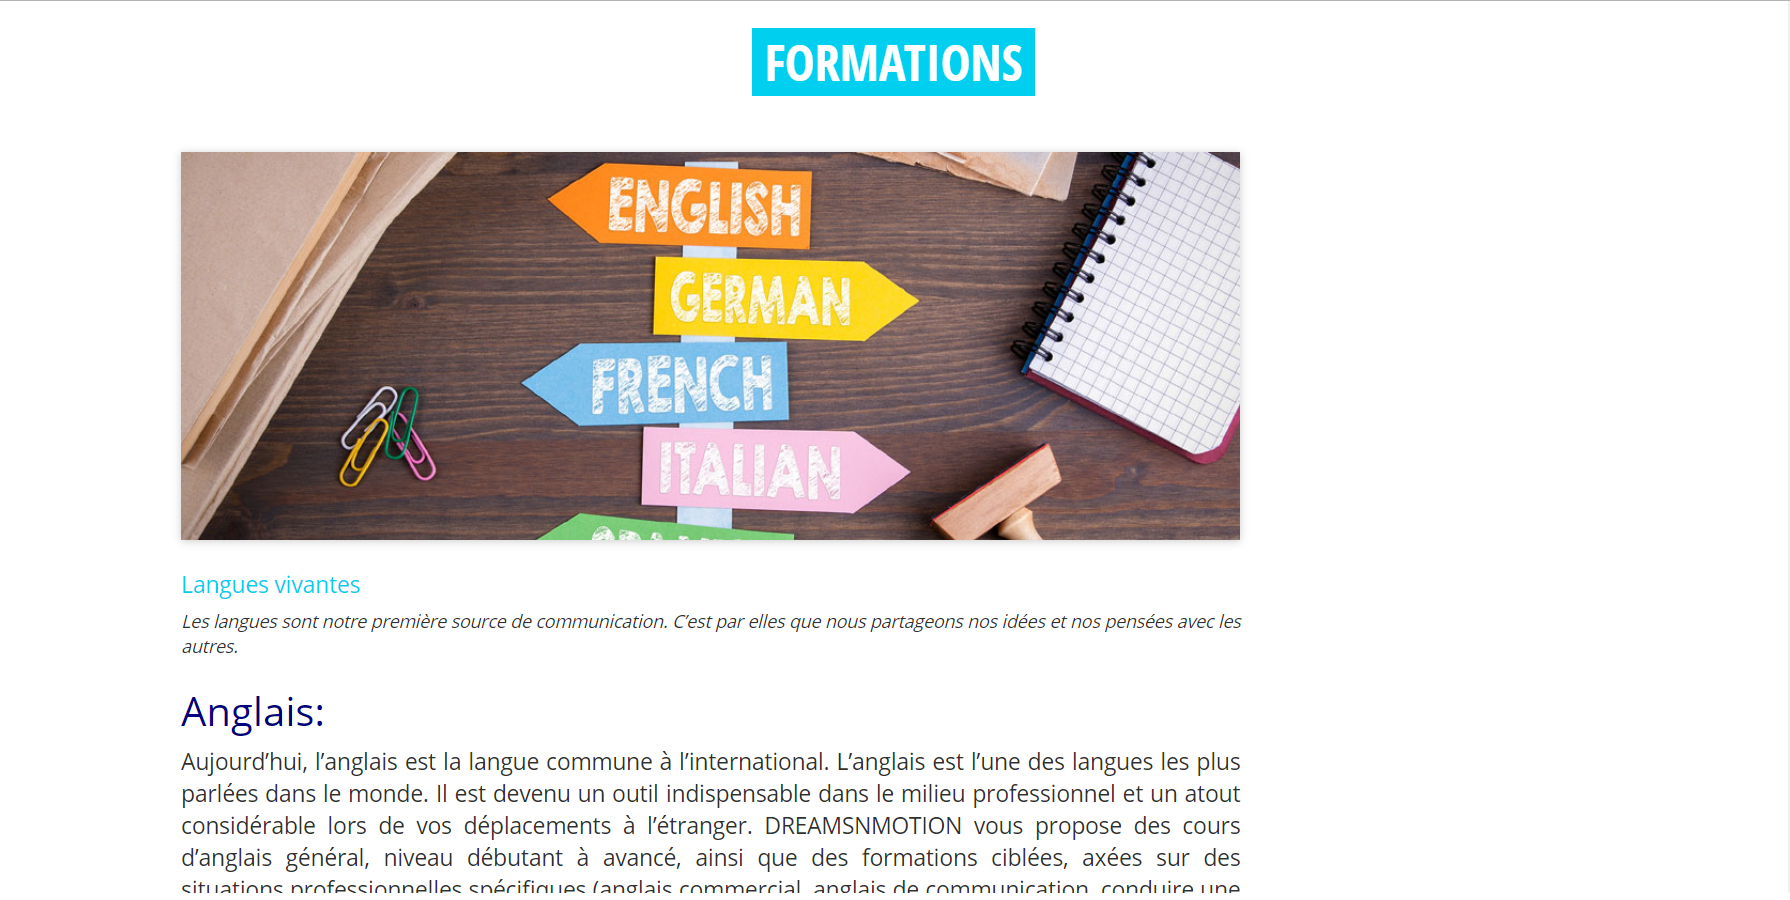 FORMATIONS
ENGLISH
GERMAN
FRENCH
ITALIAN
Langues vivantes
Les langues sont notre première source de communication. C’est par elles que nous partageons nos idées et nos pensées avec les
autres.
Anglais:
Aujourd’hui, l’anglais est la langue commune à l’international. L’anglais est l’une des langues les plus
parlées dans le monde. Il est devenu un outil indispensable dans le milieu professionnel et un atout
considérable lors de vos déplacements à l’étranger. DREAMSNMOTION vous propose des cours
d’anglais général, niveau débutant à avancé, ainsi que des formations ciblées, axées sur des
situations professionnelles spécifiques (anglais commercial, anglais de communication, conduire une